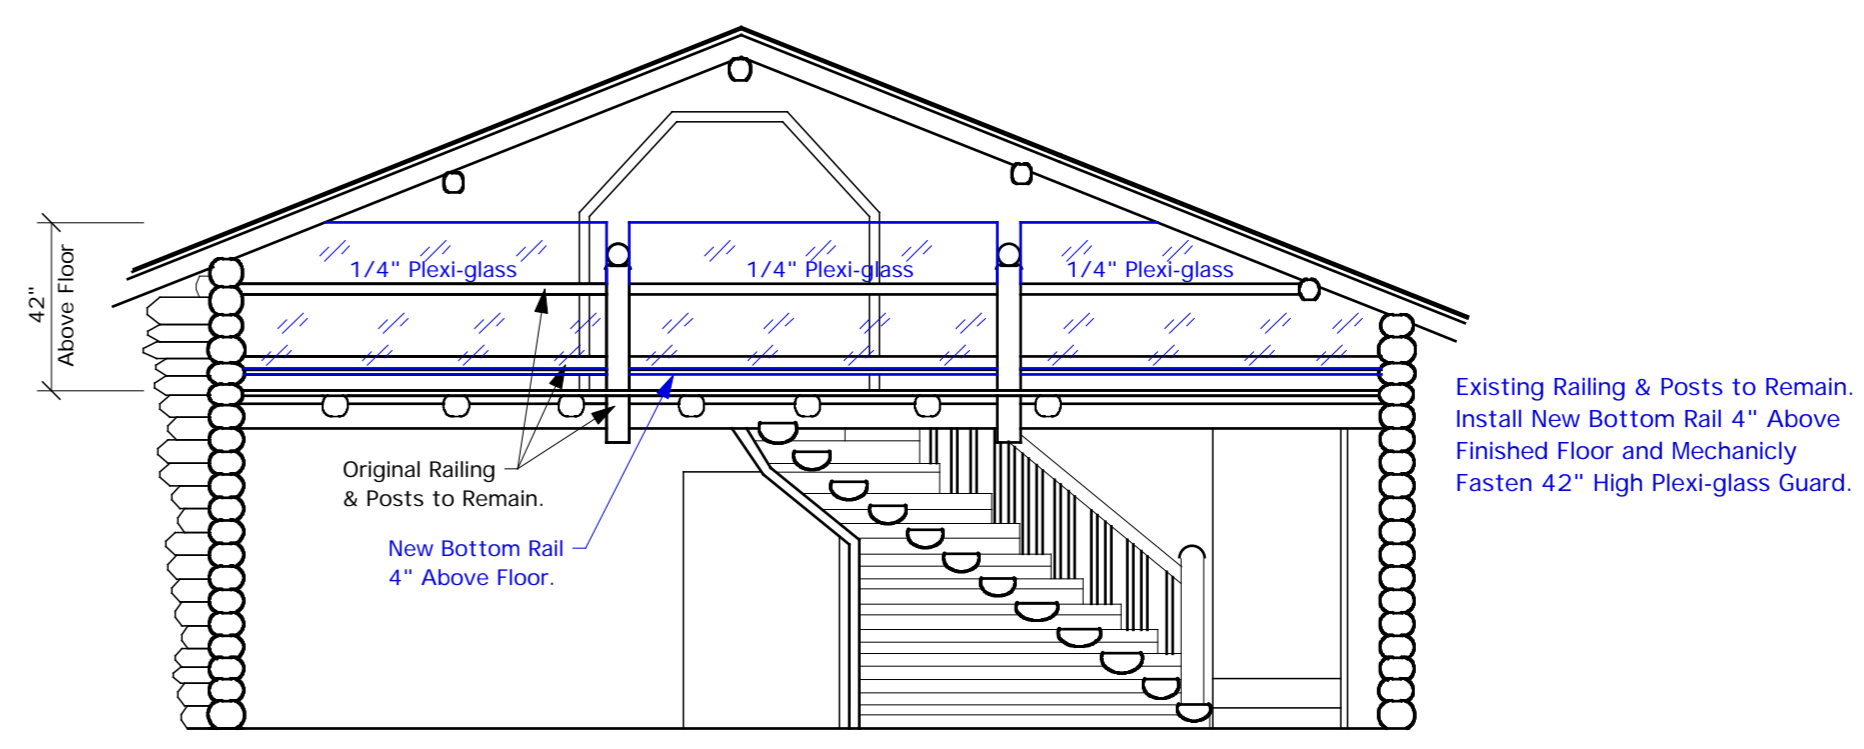 42"
Above Floor
1/4" Plexi-glass
1/4" Plexi-glass
1/4" Plexi-glass
Original Railing
& Posts to Remain.
New Bottom Rail
4" Above Floor.
Existing Railing & Posts to Remain.
Install New Bottom Rail 4" Above
Finished Floor and Mechanicly
Fasten 42" High Plexi-glass Guard.